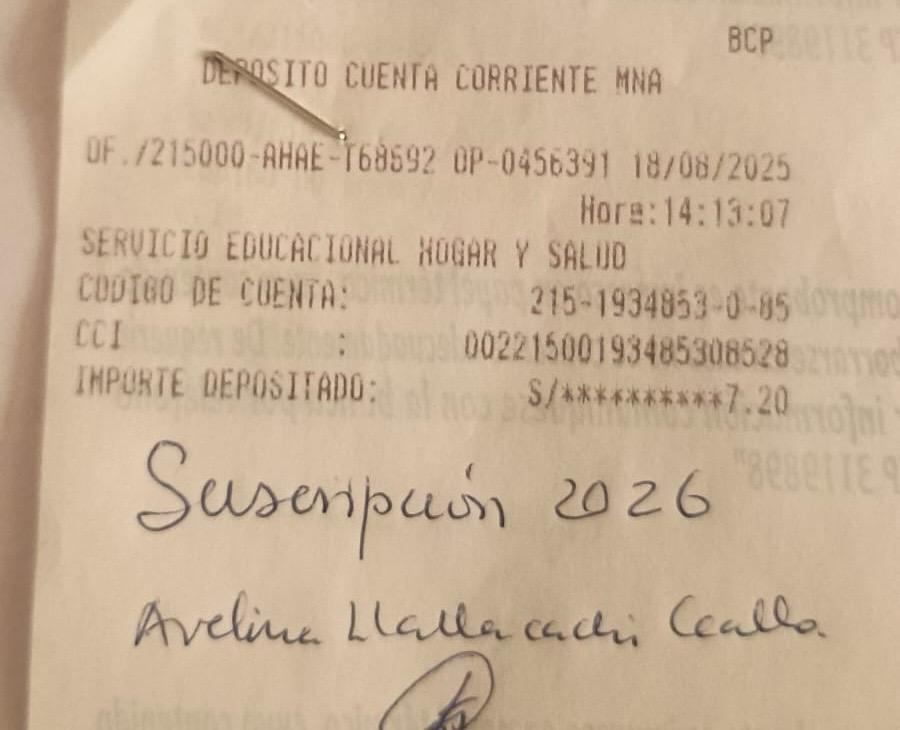 BCP
DEPOSITO CUENTA CORRIENTE MNA
OF./215000-AHAE-T68692 OP-0456391 18/08/2025
Hora:14:13:07
SERVICIO EDUCACIONAL HOGAR Y SALUD
CODIGO DE CUENTA: 215-1934853-0-85
CCI : 00221500193485308528
IMPORTE DEPOSITADO: S/**********7.20
Suscripción 2026
Avelina Llallacachi Ccalla.